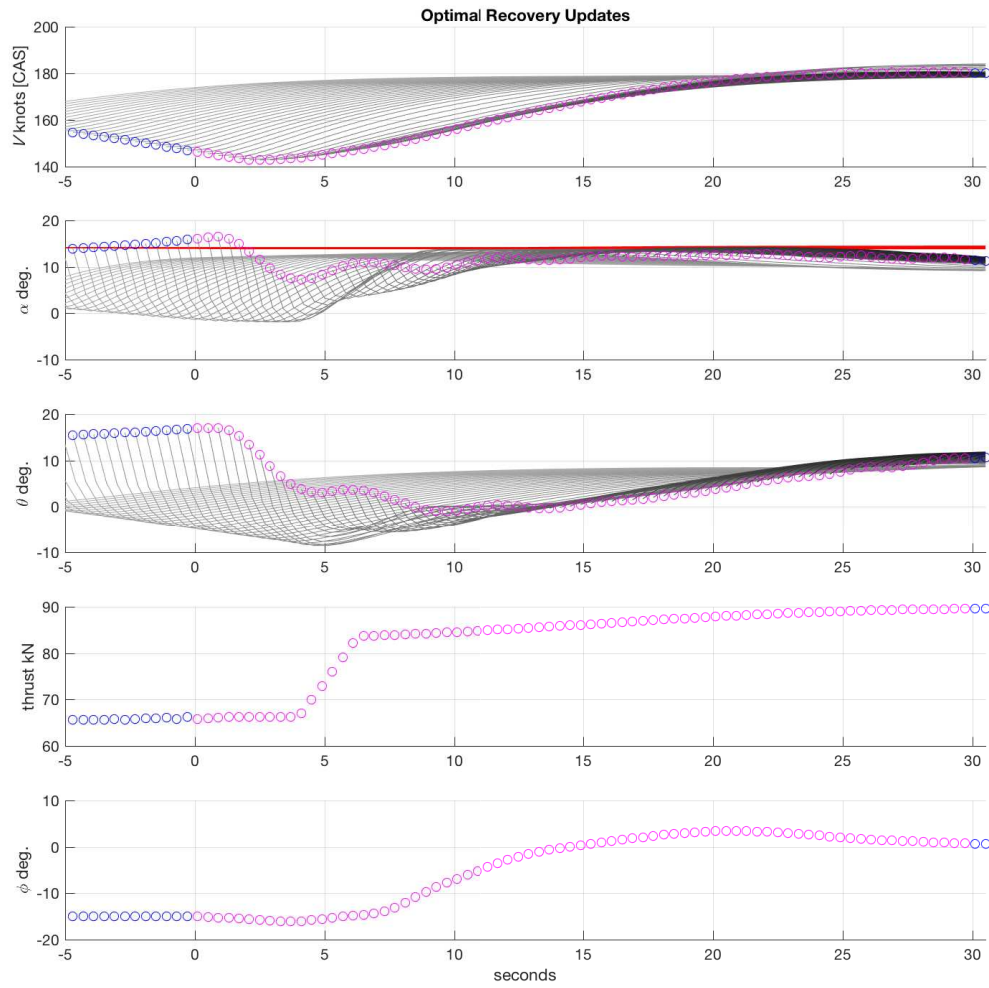 Optimal Recovery Updates
V knots [CAS]
200
180
160
140
-5 0 5 10 15 20 25 30
α deg.
20
10
0
-10
-5 0 5 10 15 20 25 30
θ deg.
20
10
0
-10
-5 0 5 10 15 20 25 30
thrust kN
90
80
70
60
-5 0 5 10 15 20 25 30
ϕ deg.
10
0
-10
-20
-5 0 5 10 15 20 25 30
seconds